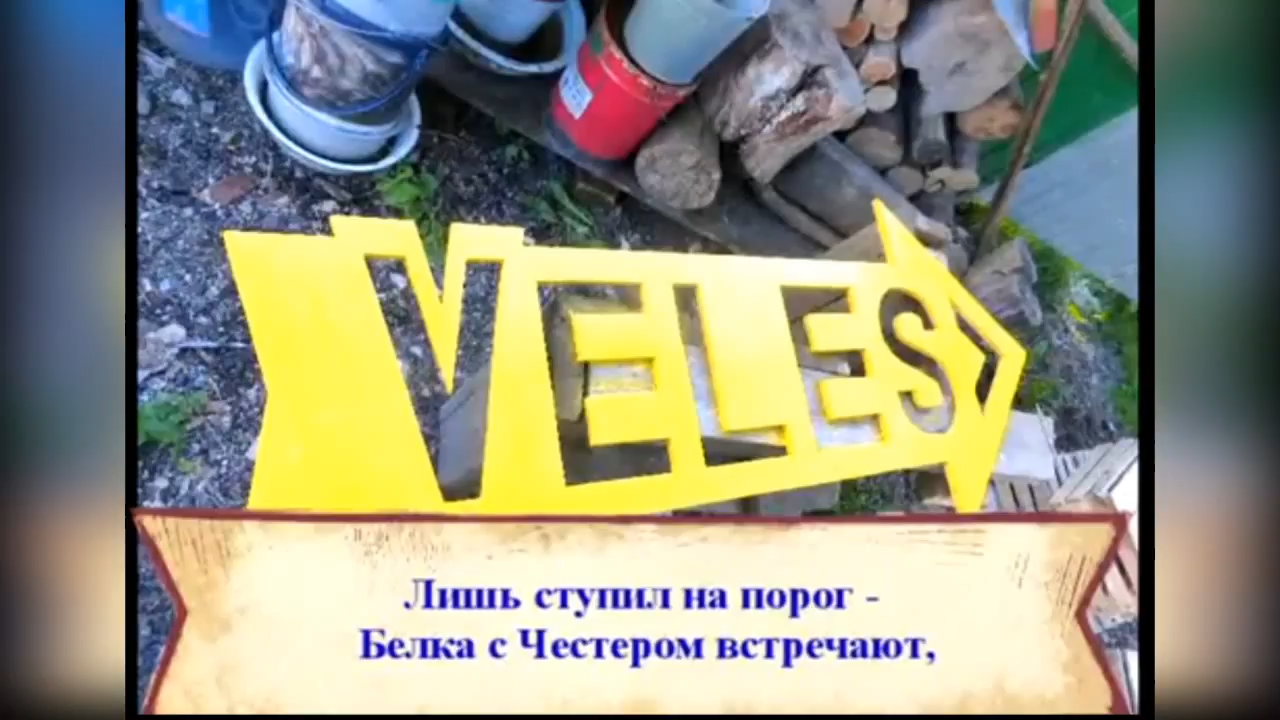 VELES
Лишь ступил на порог -
Белка с Честером встречают,